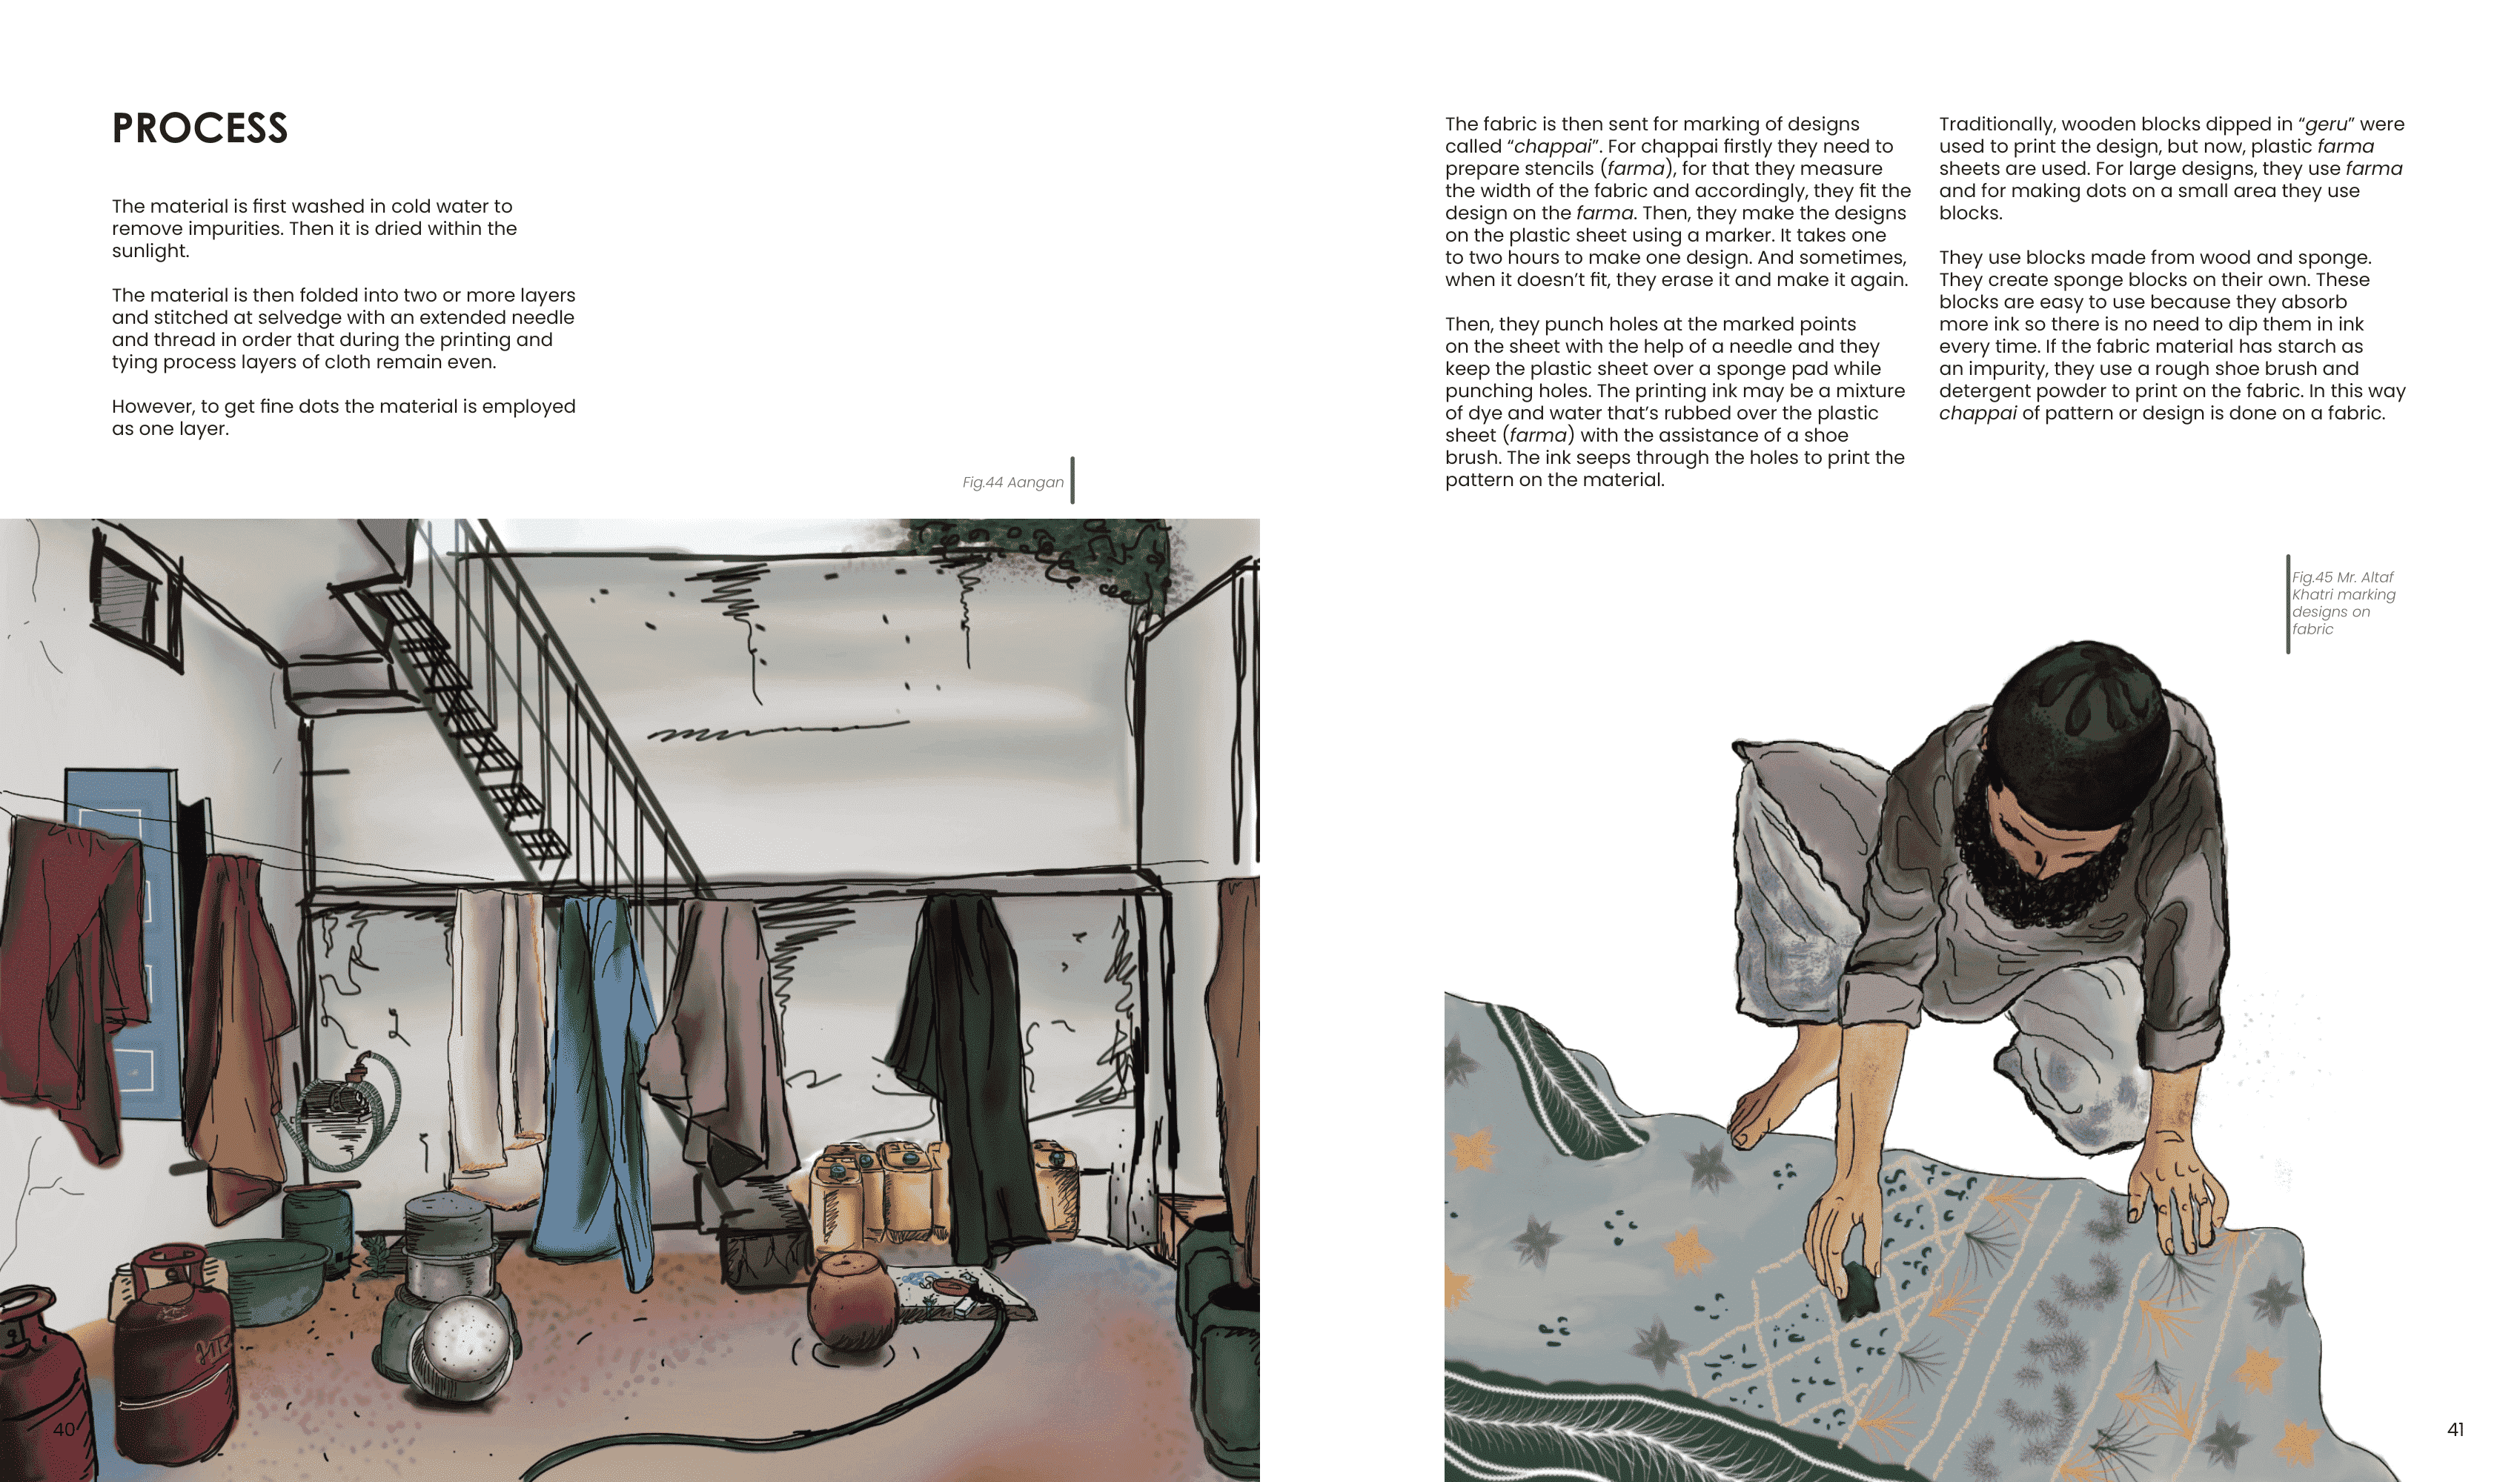 PROCESS
The material is first washed in cold water to
remove impurities. Then it is dried within the
sunlight.
The material is then folded into two or more layers
and stitched at selvedge with an extended needle
and thread in order that during the printing and
tying process layers of cloth remain even.
However, to get fine dots the material is employed
as one layer.
Fig.44 Aangan
40
The fabric is then sent for marking of designs
called “chappai”. For chappai firstly they need to
prepare stencils (farma), for that they measure
the width of the fabric and accordingly, they fit the
design on the farma. Then, they make the designs
on the plastic sheet using a marker. It takes one
to two hours to make one design. And sometimes,
when it doesn’t fit, they erase it and make it again.
Then, they punch holes at the marked points
on the sheet with the help of a needle and they
keep the plastic sheet over a sponge pad while
punching holes. The printing ink may be a mixture
of dye and water that’s rubbed over the plastic
sheet (farma) with the assistance of a shoe
brush. The ink seeps through the holes to print the
pattern on the material.
Traditionally, wooden blocks dipped in “geru” were
used to print the design, but now, plastic farma
sheets are used. For large designs, they use farma
and for making dots on a small area they use
blocks.
They use blocks made from wood and sponge.
They create sponge blocks on their own. These
blocks are easy to use because they absorb
more ink so there is no need to dip them in ink
every time. If the fabric material has starch as
an impurity, they use a rough shoe brush and
detergent powder to print on the fabric. In this way
chappai of pattern or design is done on a fabric.
Fig.45 Mr. Altaf
Khatri marking
designs on
fabric
41